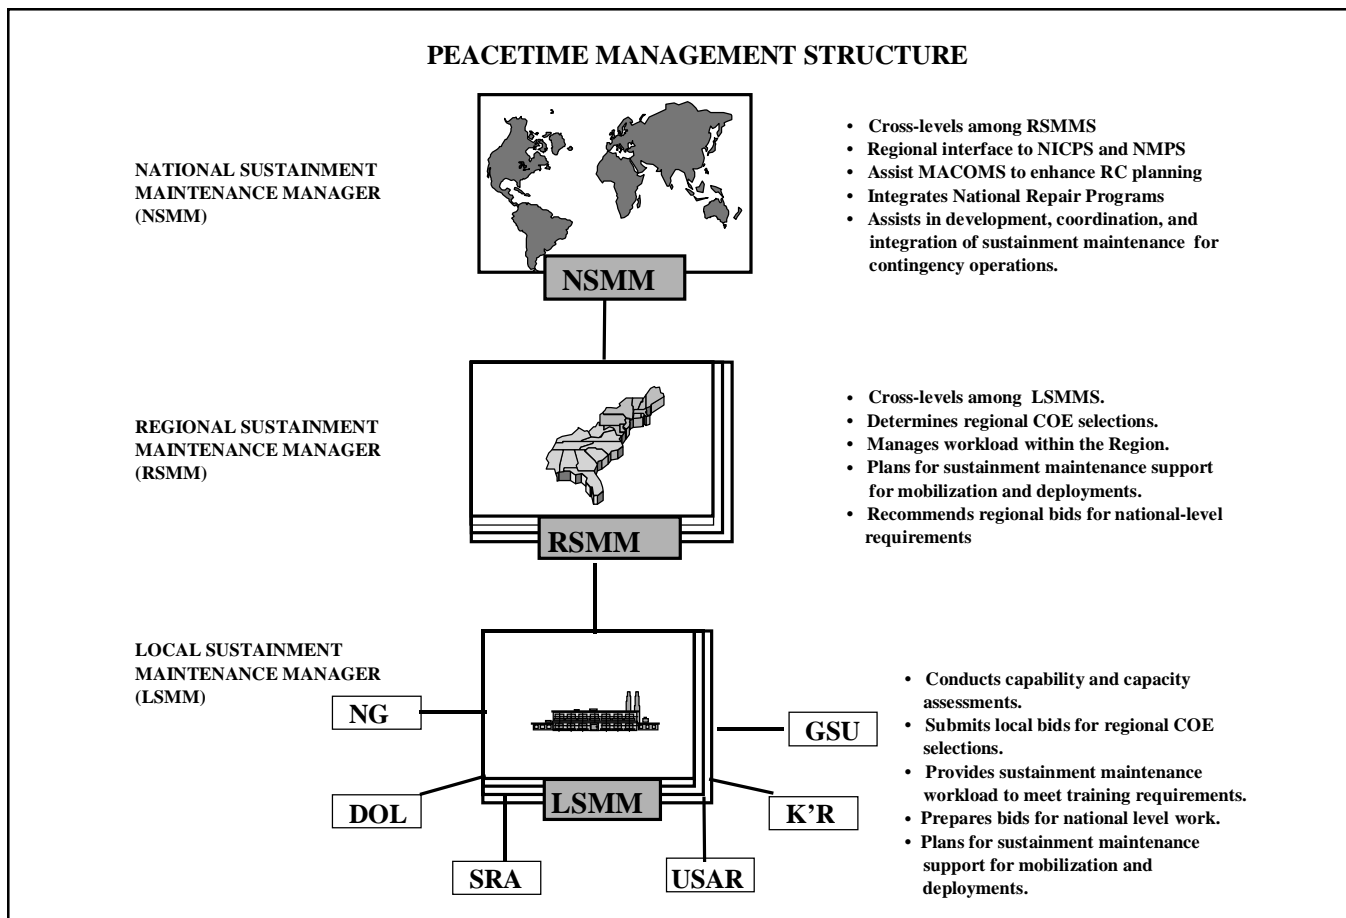 PEACETIME MANAGEMENT STRUCTURE
NATIONAL SUSTAINMENT
MAINTENANCE MANAGER
(NSMM)
NSMM
• Cross-levels among RSMMS
• Regional interface to NICPS and NMPS
• Assist MACOMS to enhance RC planning
• Integrates National Repair Programs
• Assists in development, coordination, and
integration of sustainment maintenance for
contingency operations.
REGIONAL SUSTAINMENT
MAINTENANCE MANAGER
(RSMM)
RSMM
• Cross-levels among LSMMS.
• Determines regional COE selections.
• Manages workload within the Region.
• Plans for sustainment maintenance support
for mobilization and deployments.
• Recommends regional bids for national-level
requirements
LOCAL SUSTAINMENT
MAINTENANCE MANAGER
(LSMM)
NG
GSU
DOL
LSMM
K’R
SRA
USAR
• Conducts capability and capacity
assessments.
• Submits local bids for regional COE
selections.
• Provides sustainment maintenance
workload to meet training requirements.
• Prepares bids for national level work.
• Plans for sustainment maintenance
support for mobilization and
deployments.